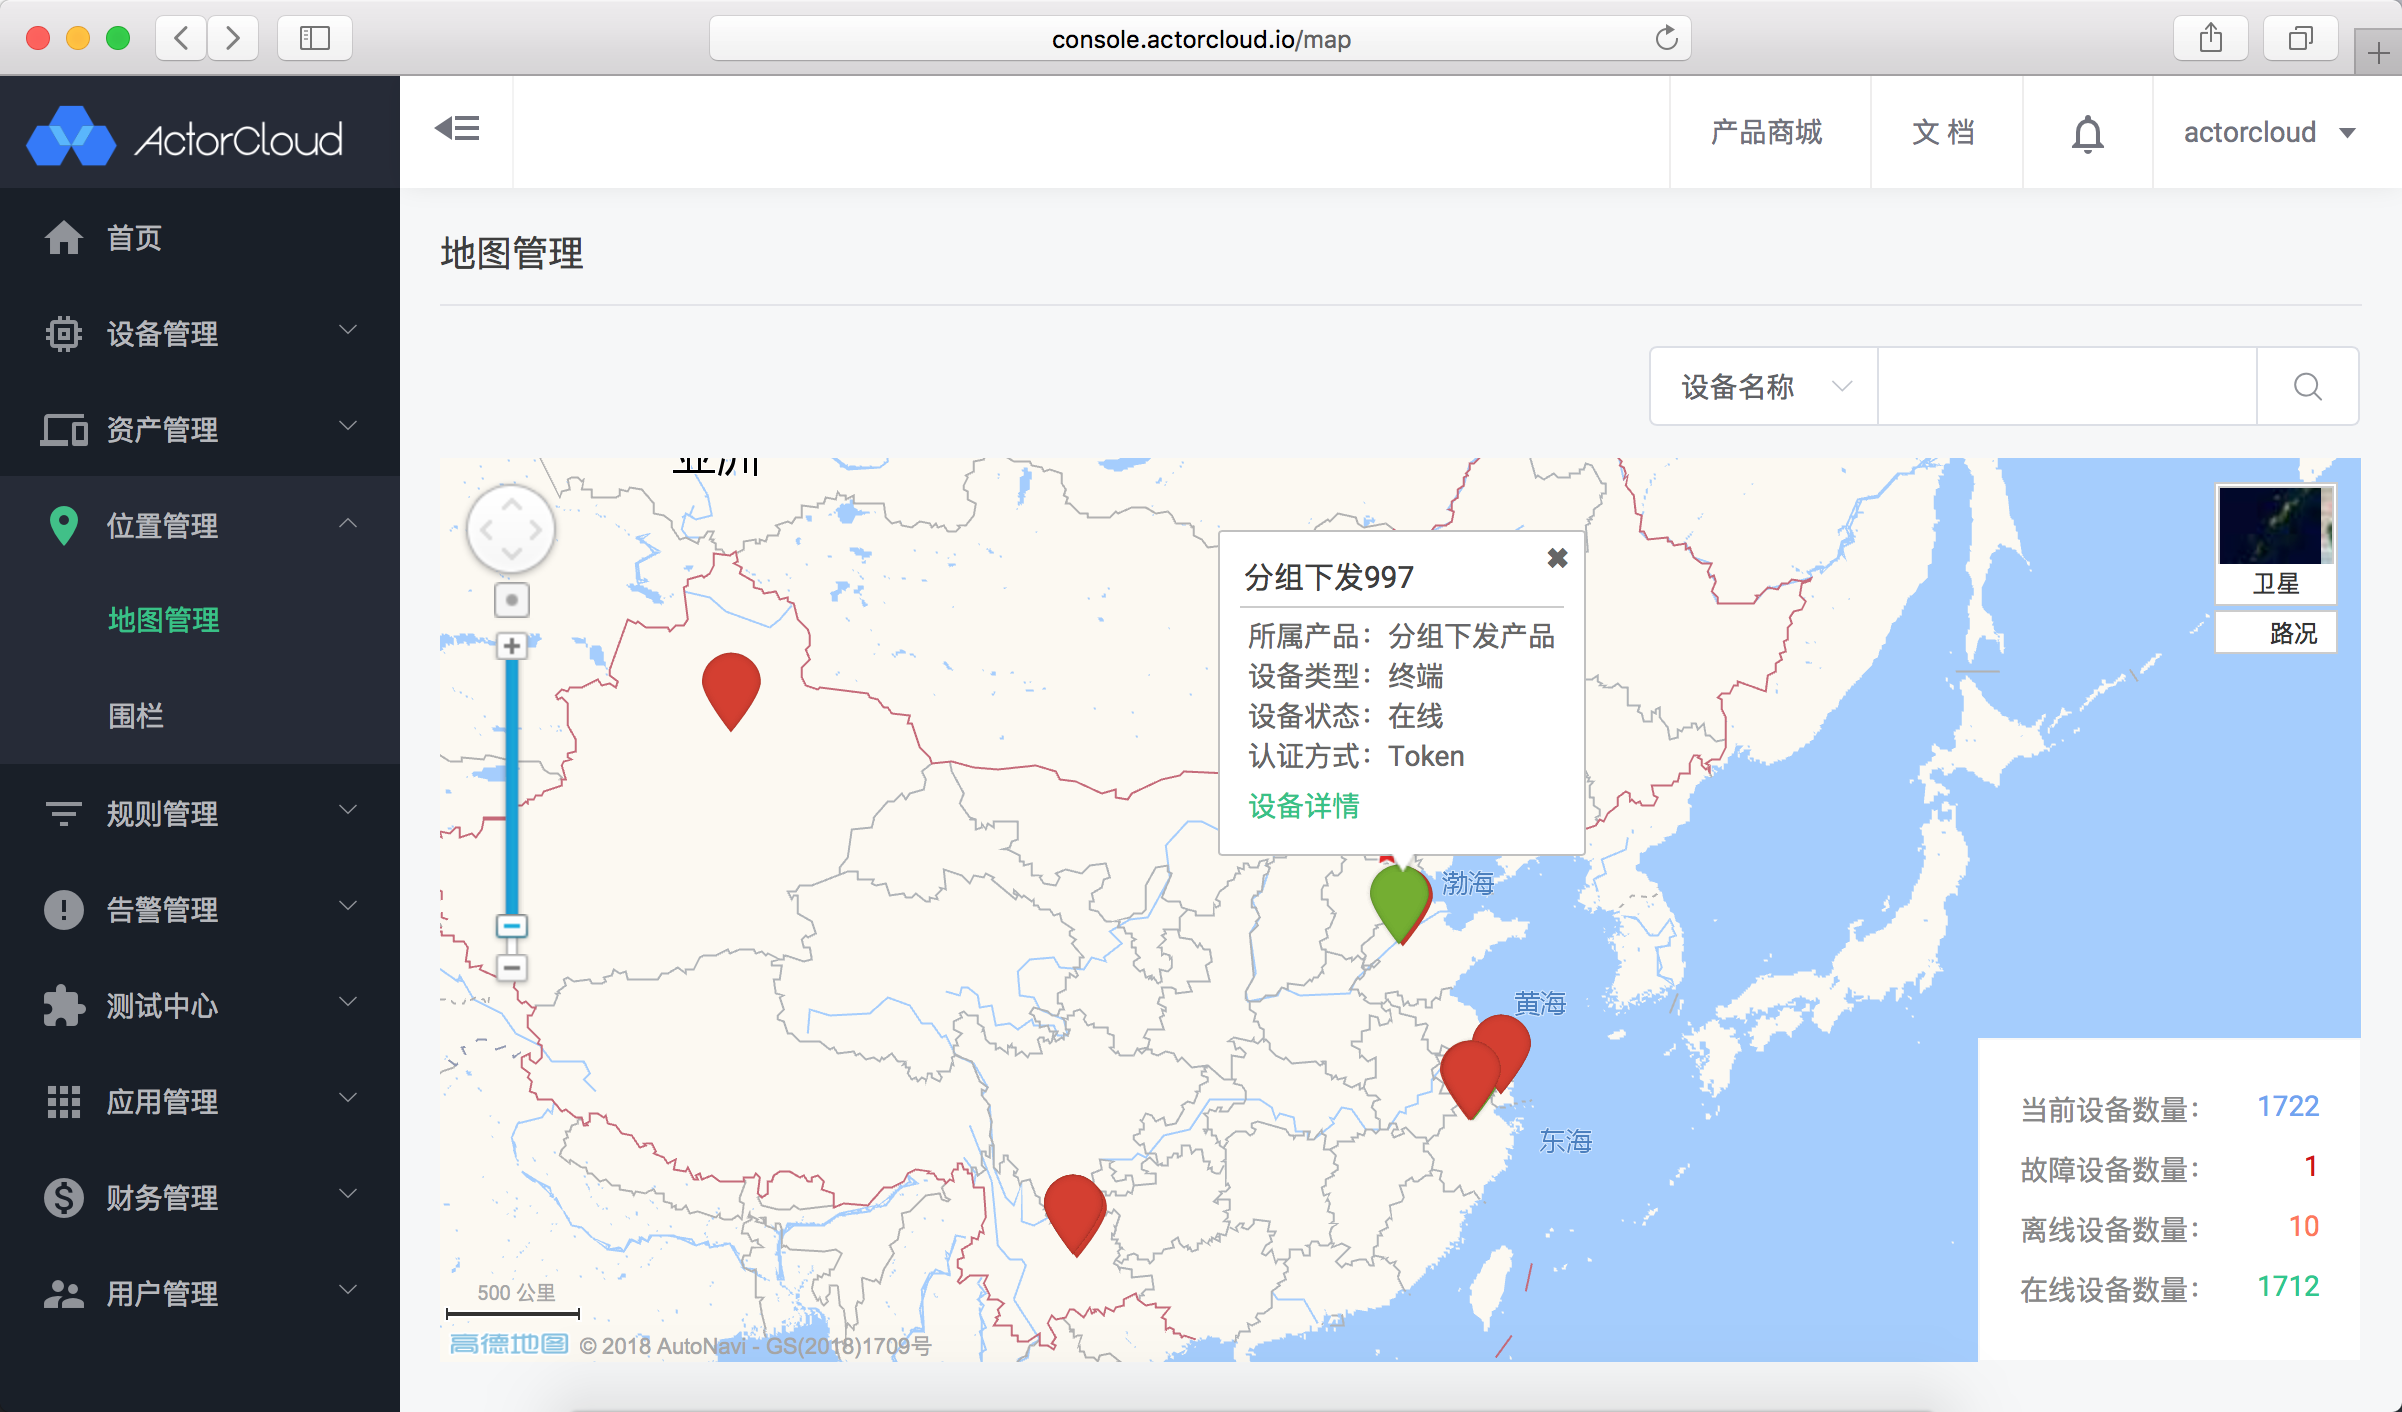 console.actorcloud.io/map
ActorCloud
产品商城
文 档
actorcloud
首页
设备管理
资产管理
位置管理
地图管理
围栏
规则管理
告警管理
测试中心
应用管理
财务管理
用户管理
地图管理
设备名称
亚洲
卫星
路况
分组下发997
所属产品：分组下发产品
设备类型：终端
设备状态：在线
认证方式：Token
设备详情
渤海
黄海
东海
当前设备数量： 1722
故障设备数量： 1
离线设备数量： 10
在线设备数量： 1712
500 公里
高德地图 © 2018 AutoNavi - GS(2018)1709号